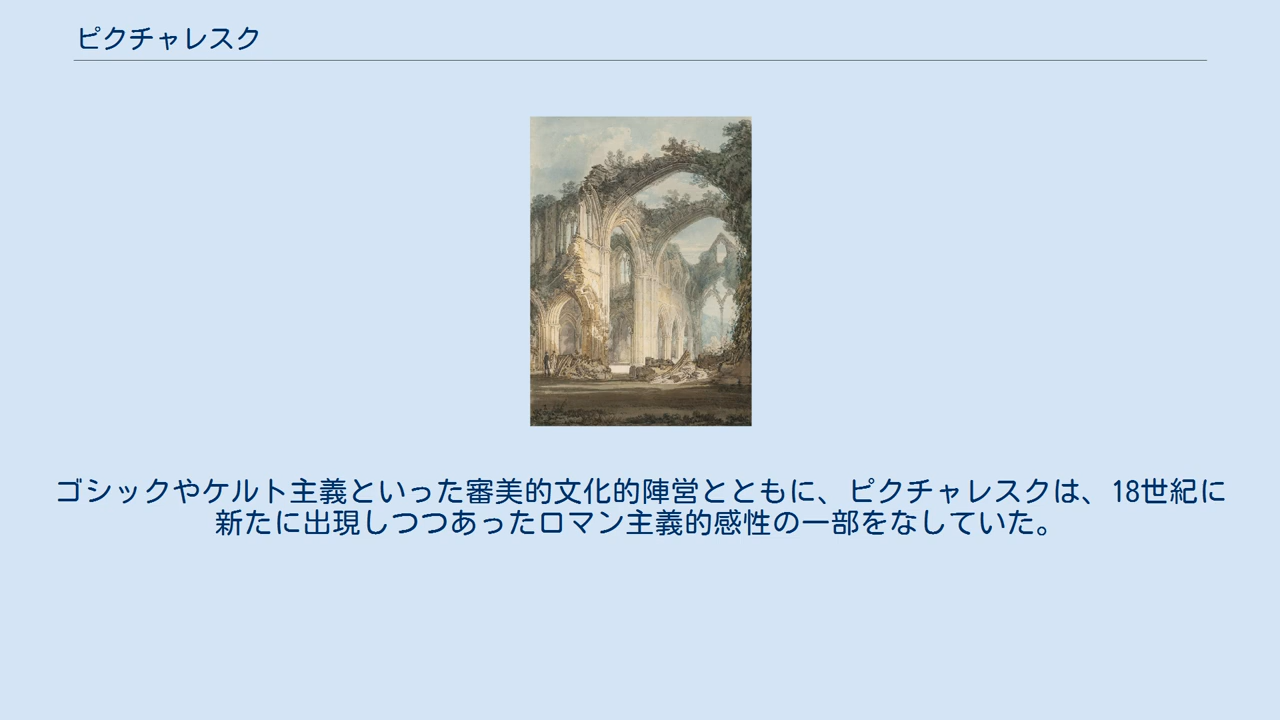 ピクチャレスク
ゴシックやケルト主義といった審美的文化的陣営とともに、ピクチャレスクは、18世紀に
新たに出現しつつあったロマン主義的感性の一部をなしていた。